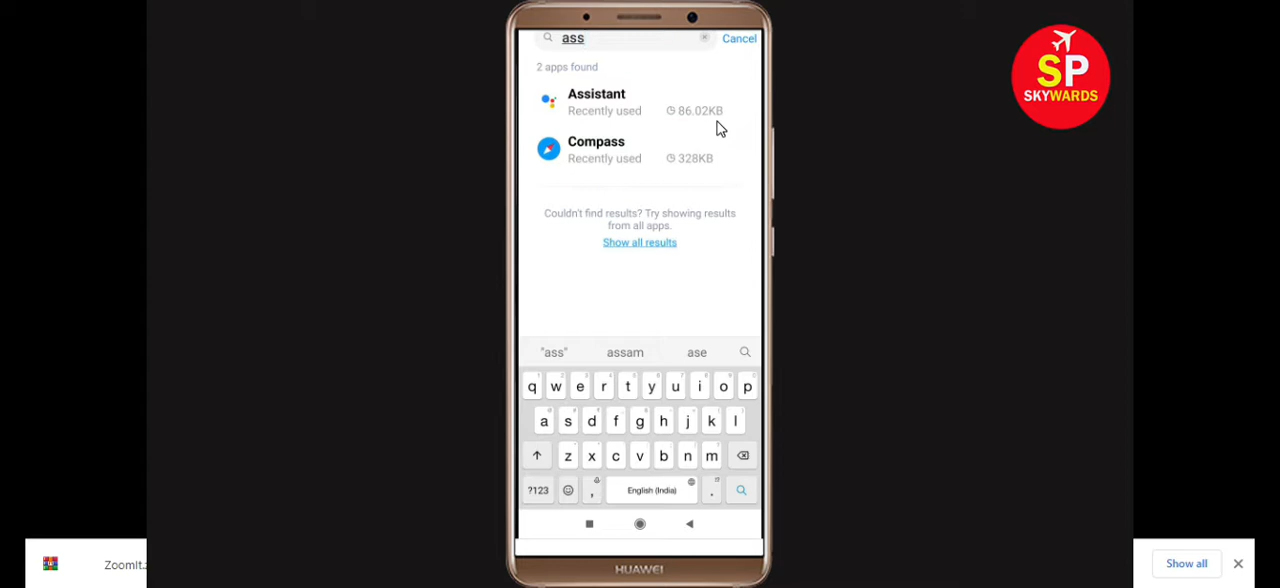 ass
Cancel
2 apps found
Assistant
Recently used 86.02KB
Compass
Recently used 328KB
Couldn't find results? Try showing results
from all apps.
Show all results
"ass" assam ase
q w e r t y u i o p
a s d f g h j k l
z x c v b n m
?123 , English (India) .
HUAWEI
SP
SKYWARDS
ZoomIt.z
Show all